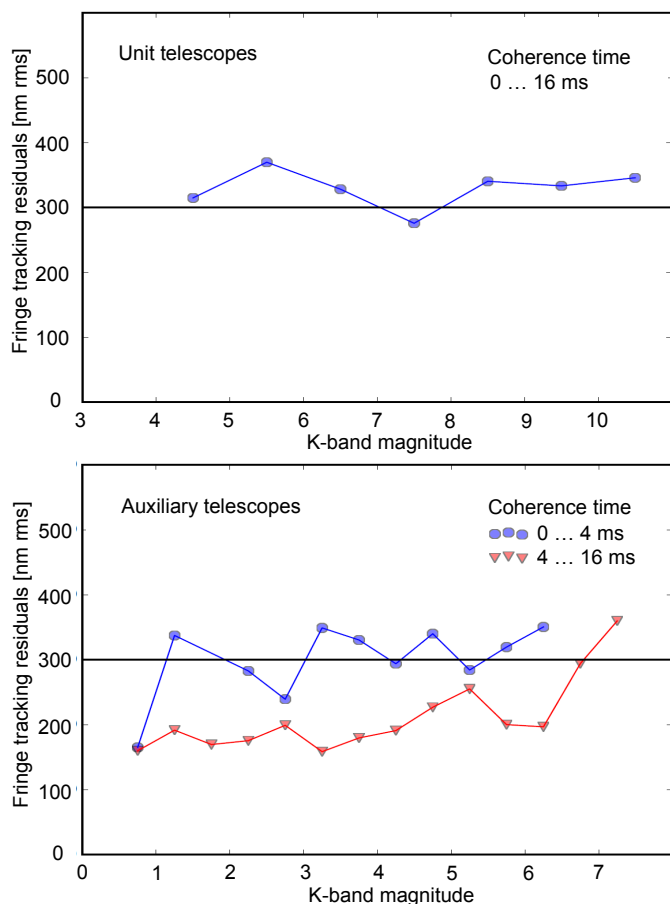 Unit telescopes
Coherence time
0 ... 16 ms
Fringe tracking residuals [nm rms]
500
400
300
200
100
0
3 4 5 6 7 8 9 10
K-band magnitude
Auxiliary telescopes
Coherence time
0 ... 4 ms
4 ... 16 ms
Fringe tracking residuals [nm rms]
500
400
300
200
100
0
0 1 2 3 4 5 6 7
K-band magnitude